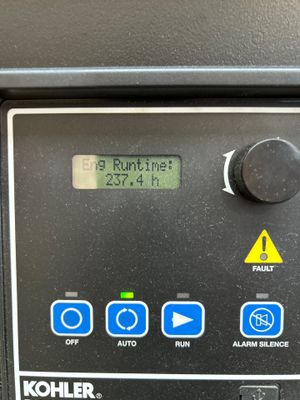 Eng Runtime:
237.4 h
FAULT
OFF
AUTO
RUN
ALARM SILENCE
KOHLER®